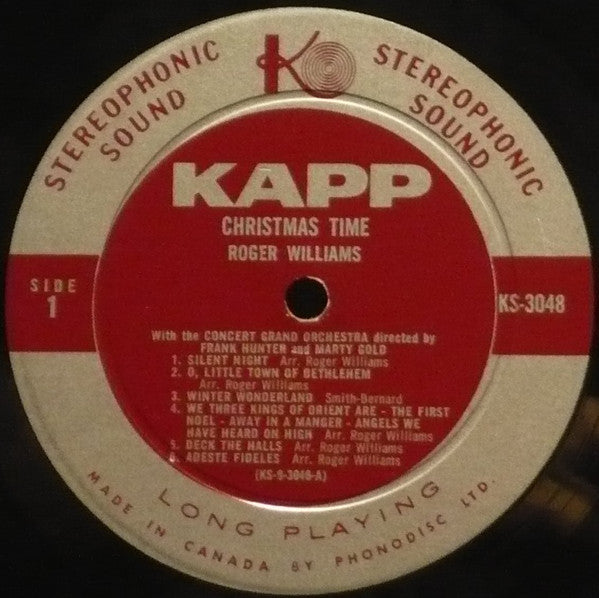 STEREOPHONIC SOUND
K
STEREOPHONIC SOUND
KAPP
CHRISTMAS TIME
ROGER WILLIAMS
SIDE
1
KS-3048
With the CONCERT GRAND ORCHESTRA directed by
FRANK HUNTER and MARTY GOLD
1. SILENT NIGHT Arr. Roger Williams
2. O, LITTLE TOWN OF BETHLEHEM
Arr. Roger Williams
3. WINTER WONDERLAND Smith-Bernard
4. WE THREE KINGS OF ORIENT ARE - THE FIRST
NOEL - AWAY IN A MANGER - ANGELS WE
HAVE HEARD ON HIGH Arr. Roger Williams
5. DECK THE HALLS Arr. Roger Williams
6. ADESTE FIDELES Arr. Roger Williams
(KS-9-3048-A)
LONG PLAYING
MADE IN CANADA BY PHONODISC LTD.